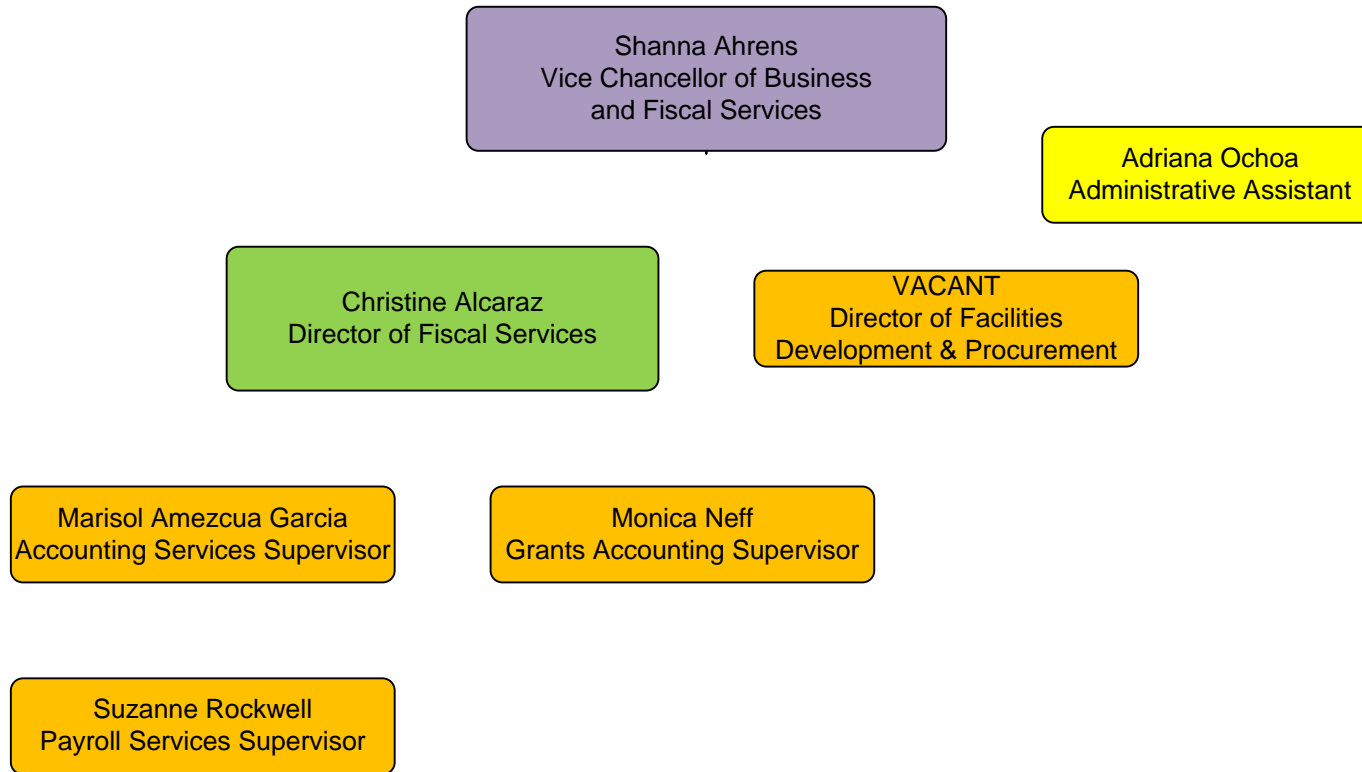 Shanna Ahrens
Vice Chancellor of Business
and Fiscal Services
Adriana Ochoa
Administrative Assistant
Christine Alcaraz
Director of Fiscal Services
VACANT
Director of Facilities
Development & Procurement
Marisol Amezcua Garcia
Accounting Services Supervisor
Monica Neff
Grants Accounting Supervisor
Suzanne Rockwell
Payroll Services Supervisor